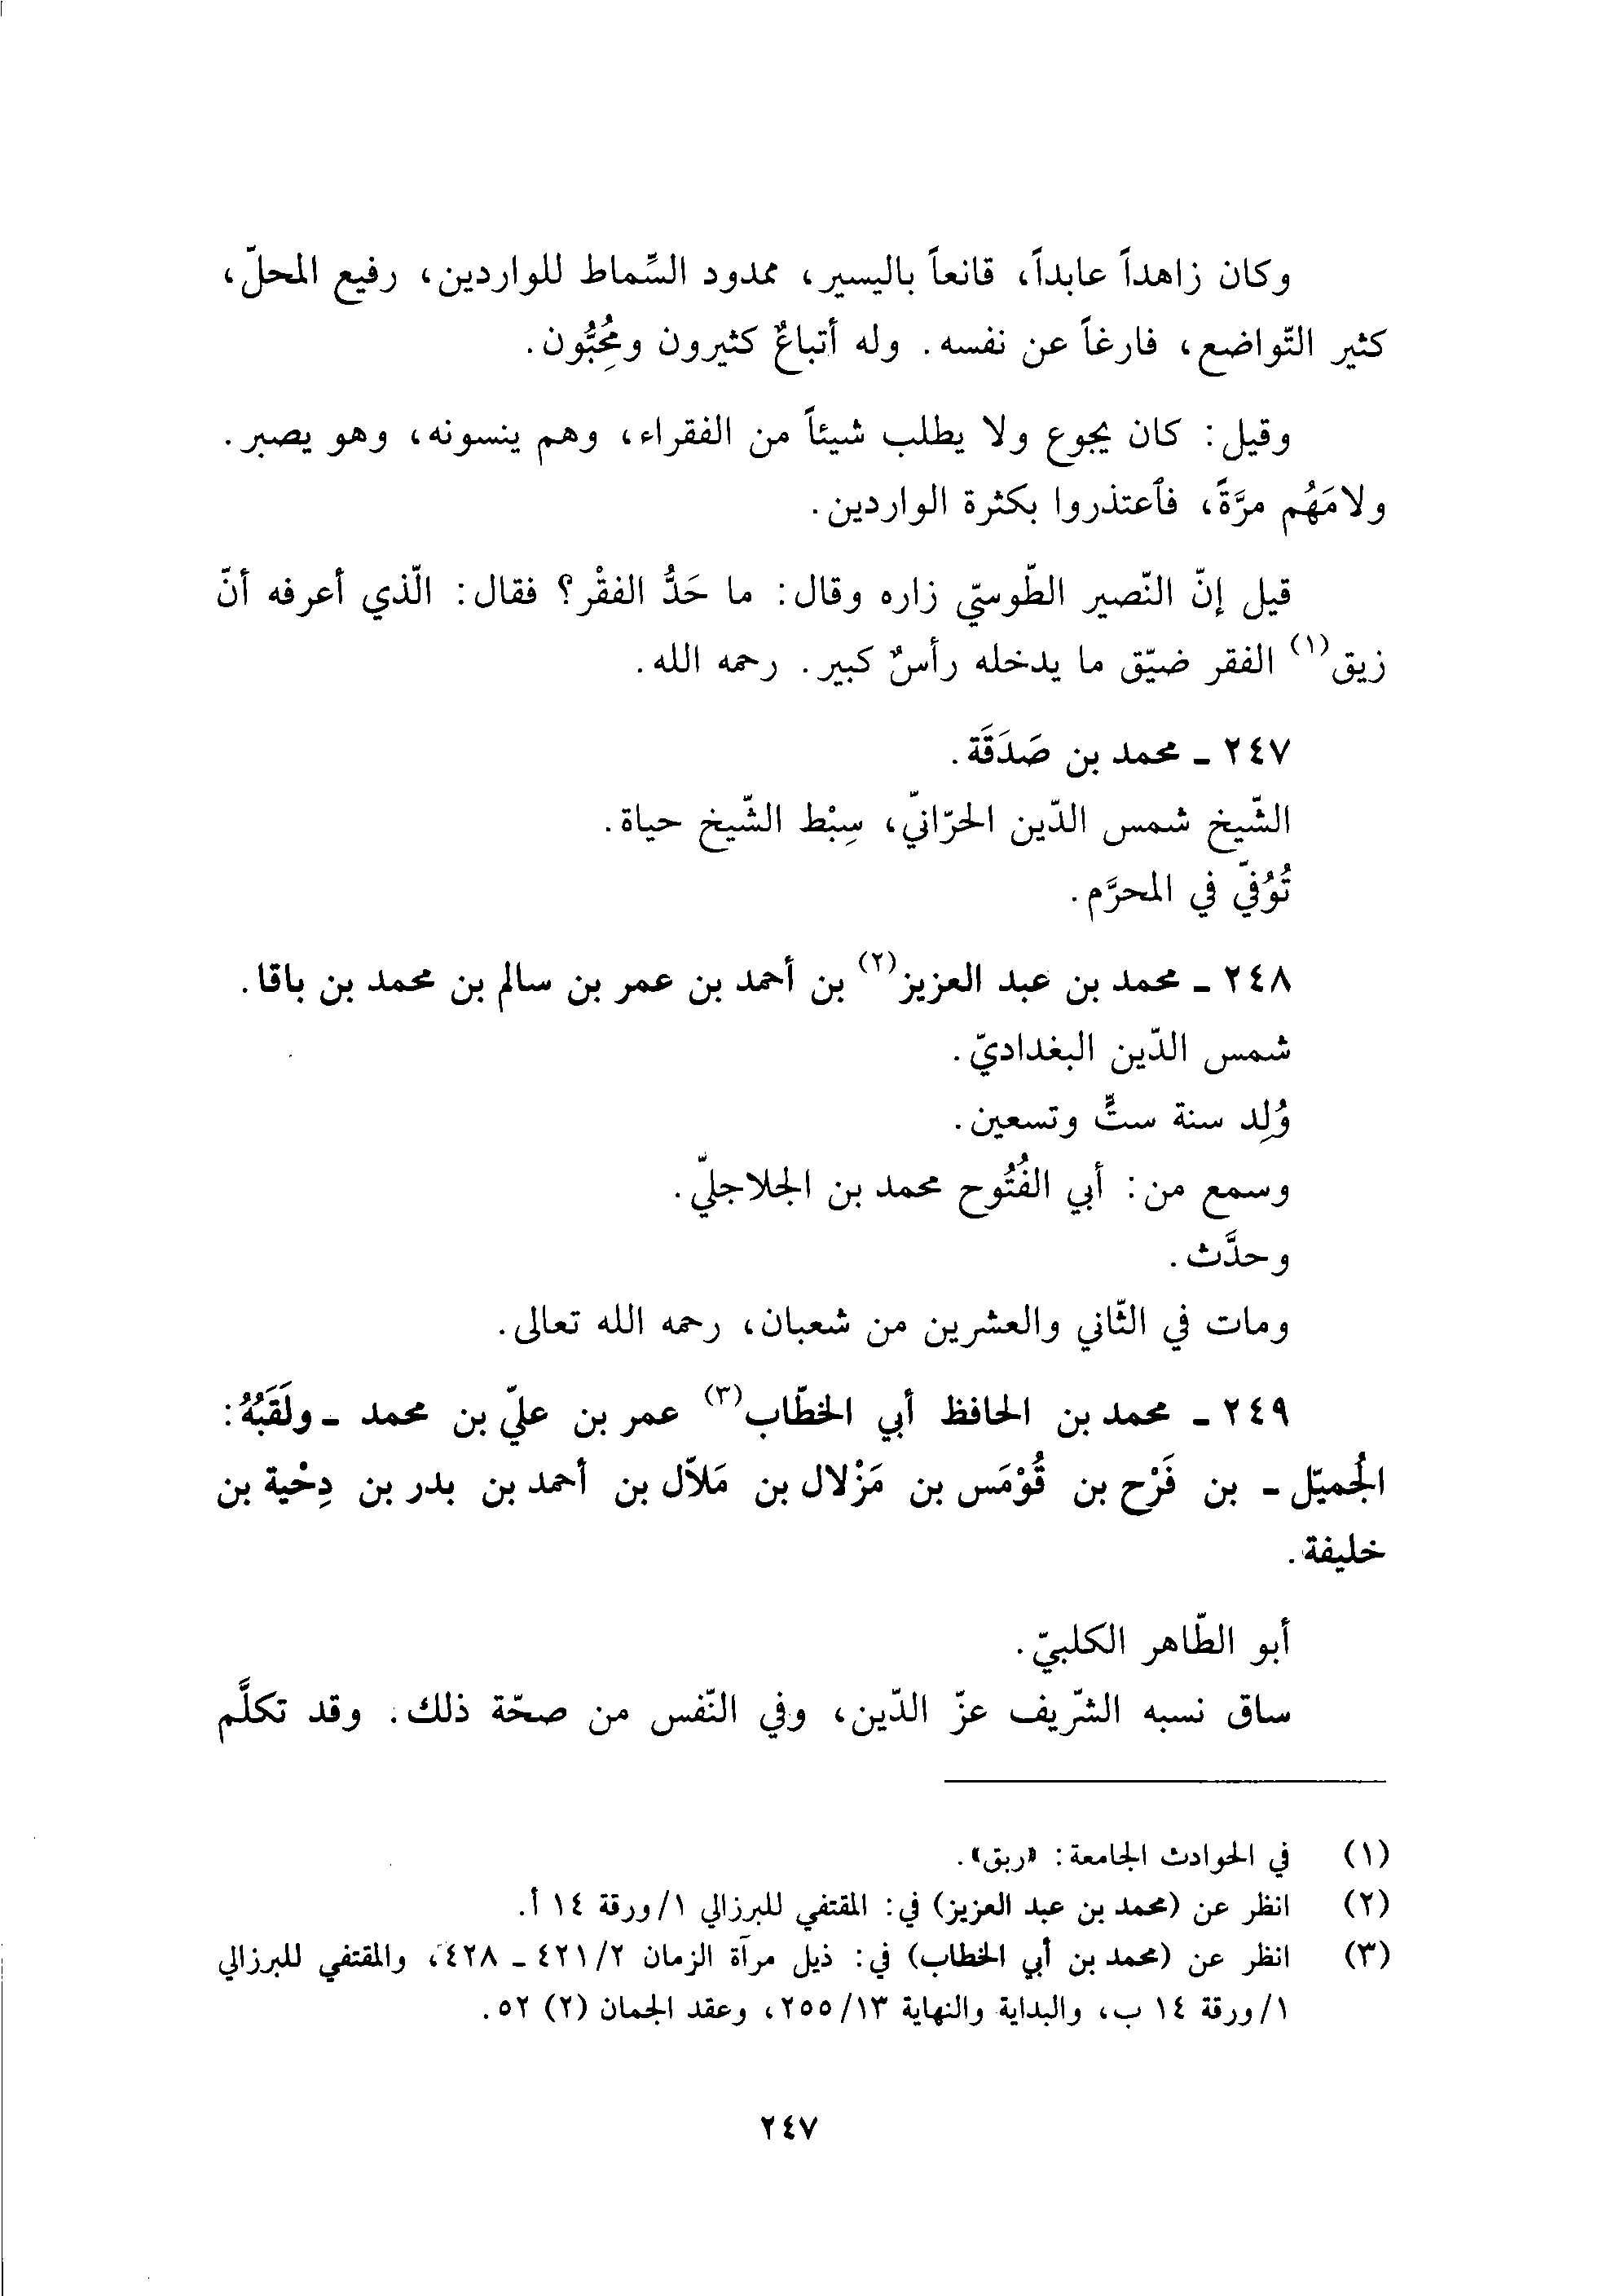 وكان زاهداً عابداً، قانعاً باليسير، ممدود السِّماط للواردين، رفيع المحلّ،
كثير التّواضع، فارغاً عن نفسه. وله أتباعٌ كثيرون ومُحِبُّون.
وقيل: كان يجوع ولا يطلب شيئاً من الفقراء، وهم ينسونه، وهو يصبر.
ولامَهُم مرَّةً، فٱعتذروا بكثرة الواردين.
قيل إنّ النّصير الطّوسيّ زاره وقال: ما حَدُّ الفقْر؟ فقال: الّذي أعرفه أنّ
زيق(١) الفقر ضيّق ما يدخله رأسٌ كبير. رحمه الله.
٢٤٧ ـ محمد بن صَدَقَة.
الشّيخ شمس الدّين الحرّانيّ، سِبْط الشّيخ حياة.
تُوُفّي في المحرَّم.
٢٤٨ ـ محمد بن عبد العزيز(٢) بن أحمد بن عمر بن سالم بن محمد بن باقا.
شمس الدّين البغداديّ.
وُلِد سنة ستٍّ وتسعين.
وسمع من: أبي الفُتُوح محمد بن الجلاجليّ.
وحدَّث.
ومات في الثّاني والعشرين من شعبان، رحمه الله تعالى.
٢٤٩ ـ محمد بن الحافظ أبي الخطّاب(٣) عمر بن عليّ بن محمد ـ ولَقَبُهُ:
الجُميّل ـ بن فَرْح بن قُوْمَس بن مَزْلال بن مَلاّل بن أحمد بن بدر بن دِحْية بن
خليفة.
أبو الطّاهر الكلبيّ.
ساق نسبه الشّريف عزّ الدّين، وفي النّفس من صحّة ذلك. وقد تكلَّم
(١) في الحوادث الجامعة: «ربق».
(٢) انظر عن (محمد بن عبد العزيز) في: المقتفي للبرزالي ١/ورقة ١٤ أ.
(٣) انظر عن (محمد بن أبي الخطاب) في: ذيل مرآة الزمان ٤٢١/٢ ـ ٤٢٨، والمقتفي للبرزالي
١/ورقة ١٤ ب، والبداية والنهاية ٢٥٥/١٣، وعقد الجمان (٢) ٥٢.
٢٤٧